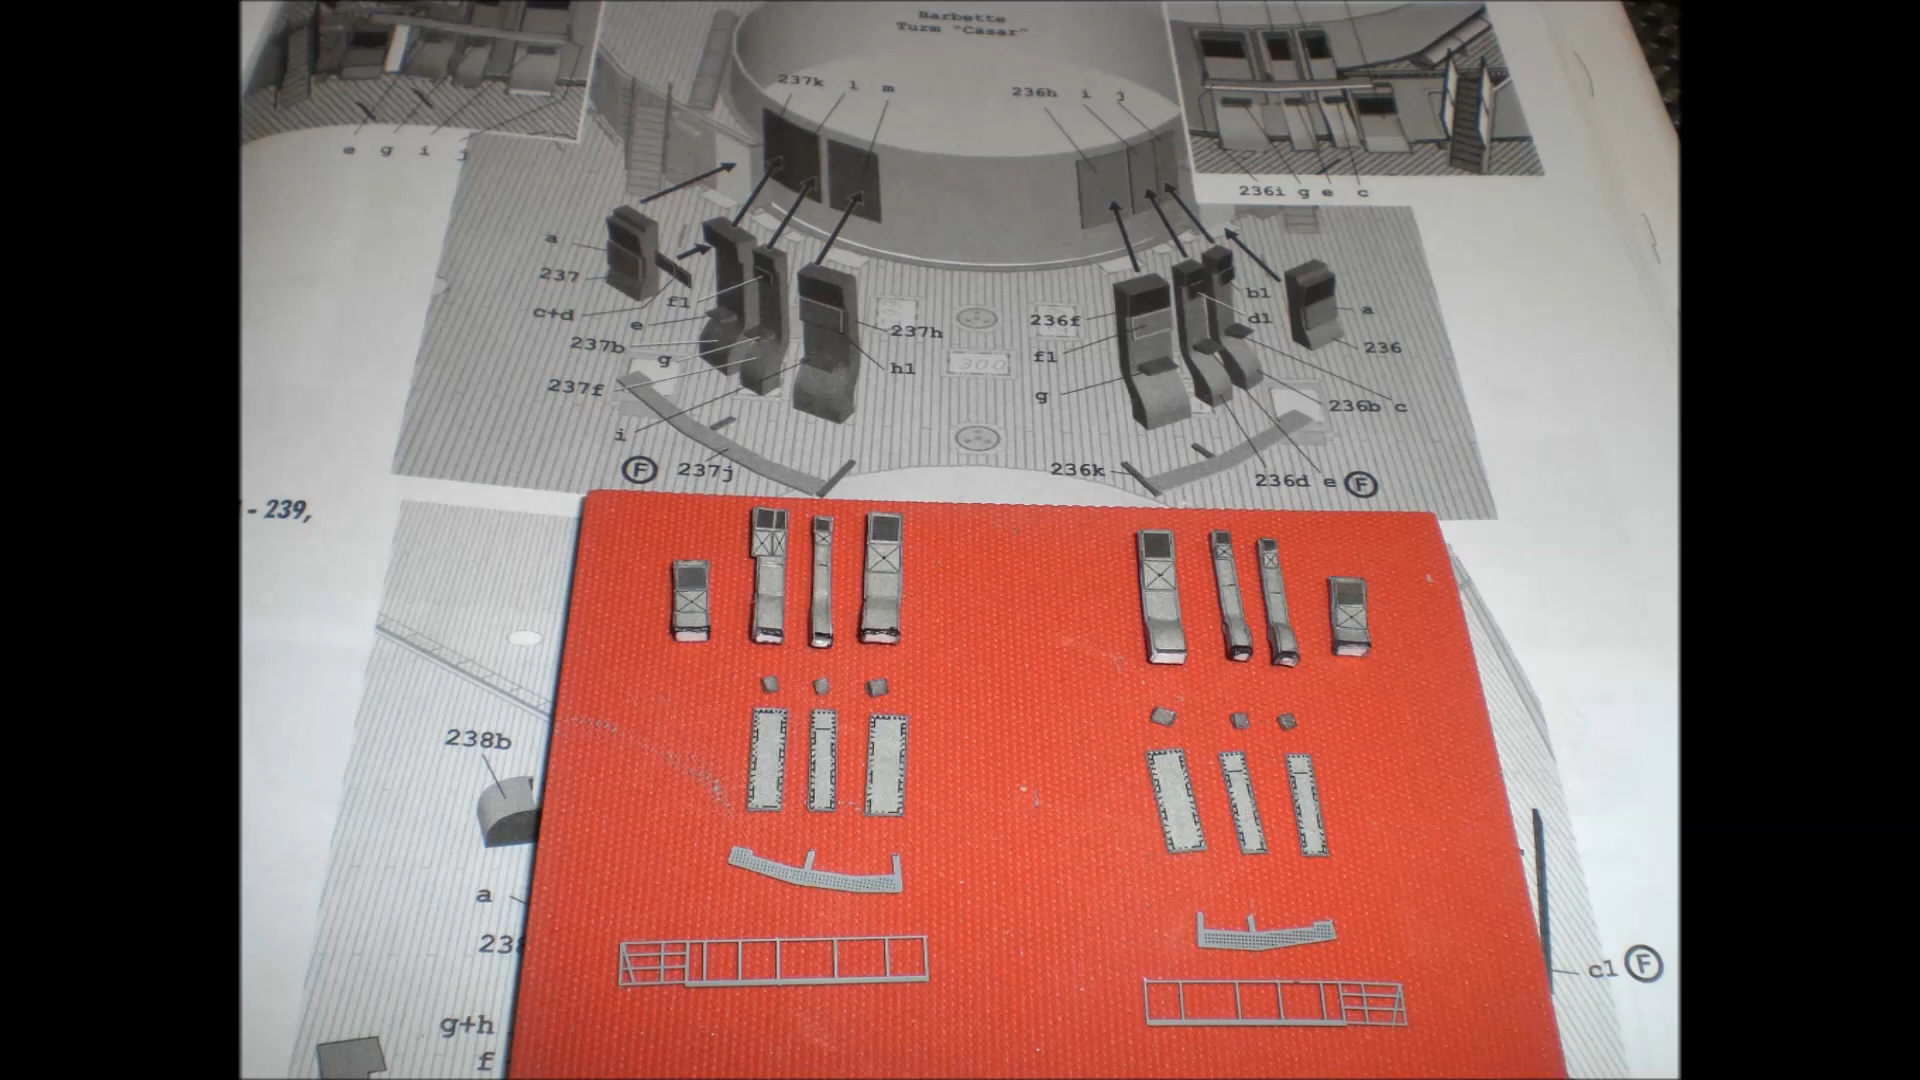 Barbette
Turm "Cäsar"
237k l m
236h i j
e g i j
236i g e c
a
237
c+d
f1
e
237b
g
237f
i
F 237j
237h
h1
236f
f1
g
236k
b1
d1
a
236
236b c
236d e F
300
- 239,
238b
a
g+h
f
c1 F